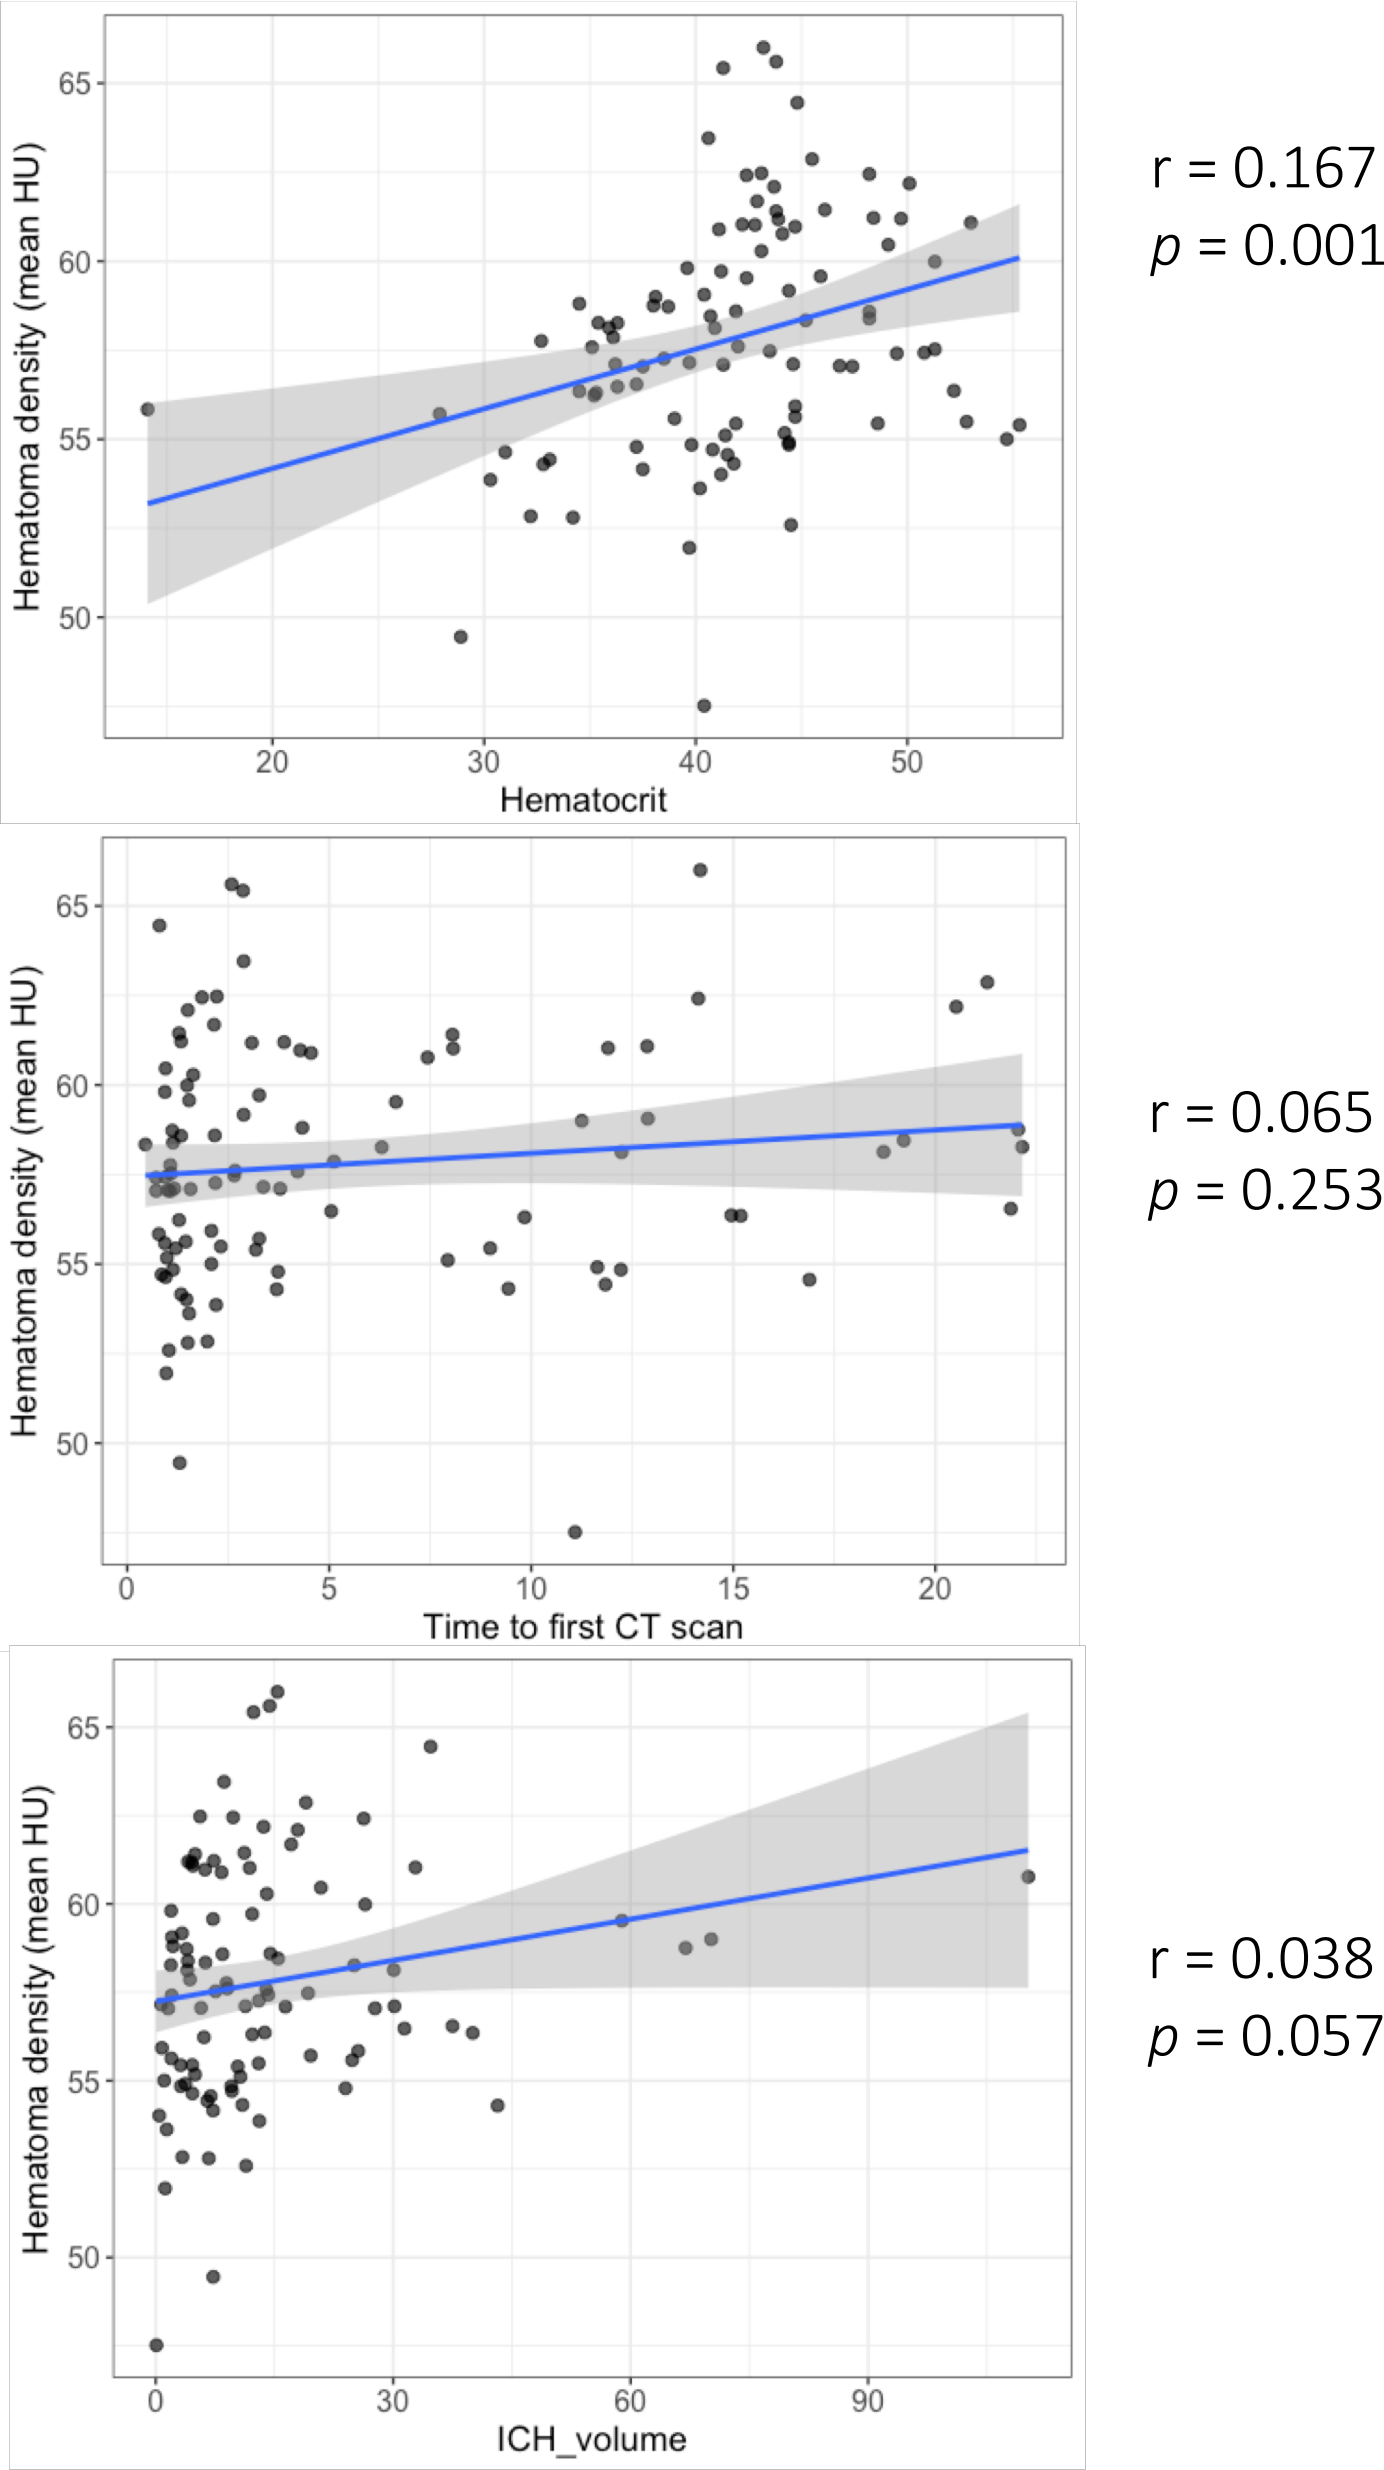 Hematoma density (mean HU)
65
60
55
50
20 30 40 50
Hematocrit
r = 0.167
p = 0.001
Hematoma density (mean HU)
65
60
55
50
0 5 10 15 20
Time to first CT scan
r = 0.065
p = 0.253
Hematoma density (mean HU)
65
60
55
50
0 30 60 90
ICH_volume
r = 0.038
p = 0.057